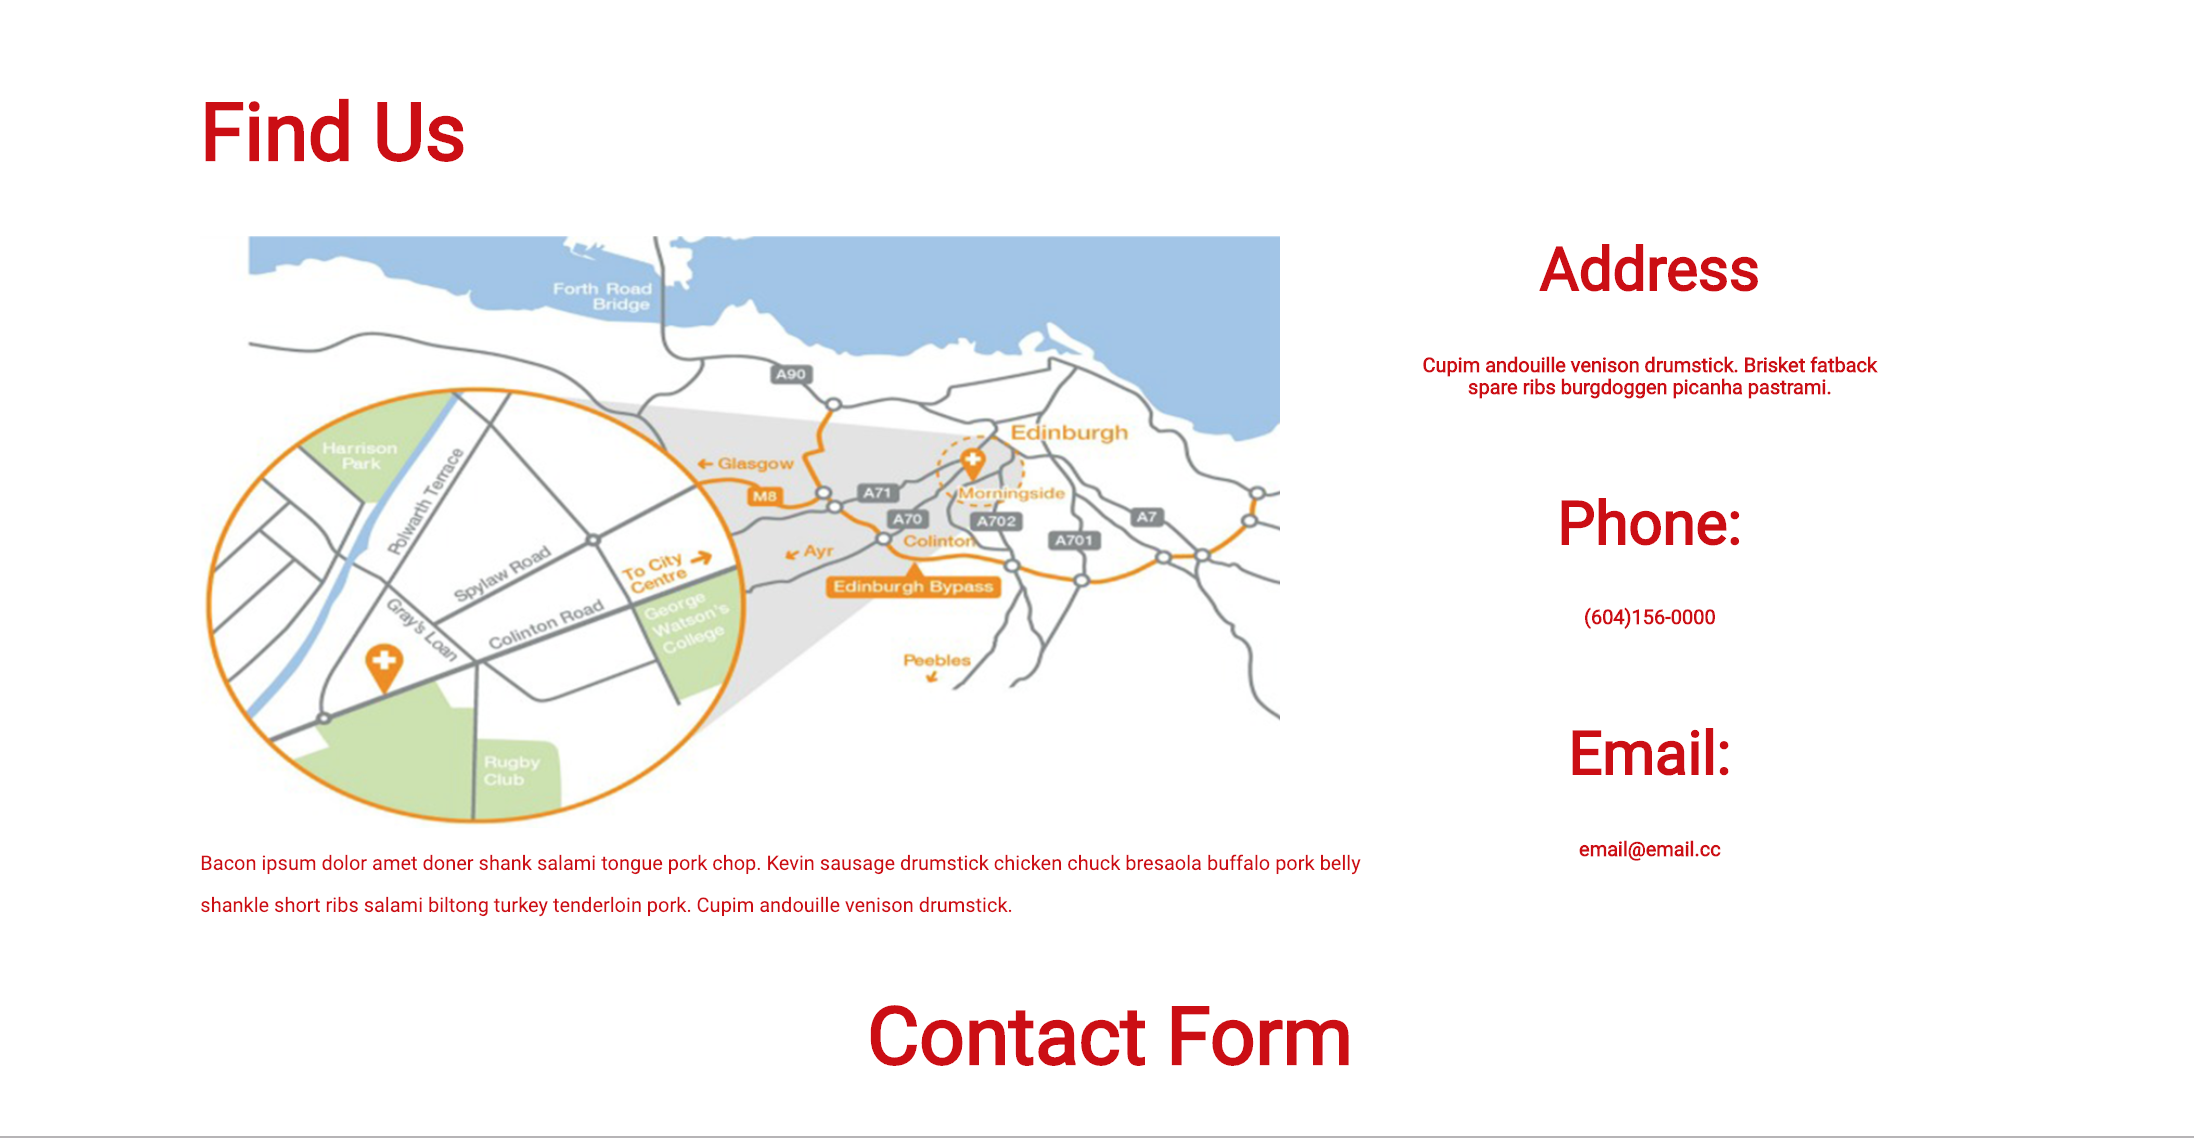 Find Us
Forth Road
Bridge
A90
Edinburgh
Glasgow
M8
A71
Morningside
A70
A702
A7
Colinton
A701
Ayr
Edinburgh Bypass
Peebles
Harrison
Park
Polwarth Terrace
Spylaw Road
To City
Centre
Gray's Loan
Colinton Road
George
Watson's
College
Rugby
Club
Bacon ipsum dolor amet doner shank salami tongue pork chop. Kevin sausage drumstick chicken chuck bresaola buffalo pork belly
shankle short ribs salami biltong turkey tenderloin pork. Cupim andouille venison drumstick.
Address
Cupim andouille venison drumstick. Brisket fatback
spare ribs burgdoggen picanha pastrami.
Phone:
(604)156-0000
Email:
email@email.cc
Contact Form